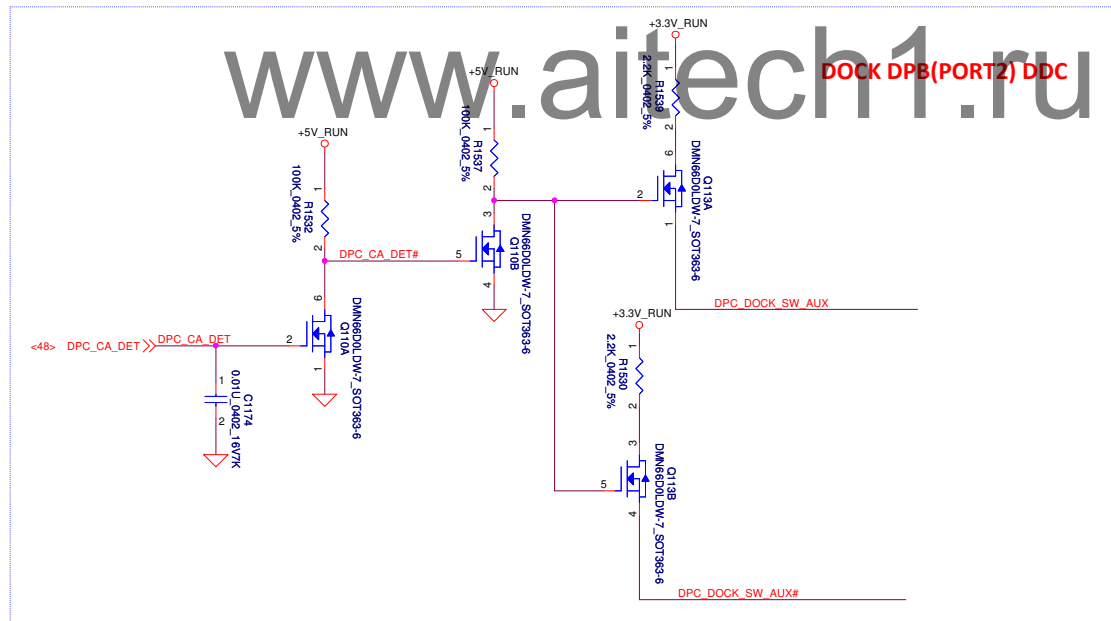 www.aitech1.ru
DOCK DPB(PORT2) DDC
+3.3V_RUN
1
R1539
2.2K_0402_5%
2
+5V_RUN
1
R1537
100K_0402_5%
2
+5V_RUN
1
R1532
100K_0402_5%
2
6
2
Q113A
DMN66D0LDW-7_SOT363-6
1
3
DPC_CA_DET#
5
Q110B
DMN66D0LDW-7_SOT363-6
4
DPC_DOCK_SW_AUX
6
<48>
DPC_CA_DET
DPC_CA_DET
2
Q110A
DMN66D0LDW-7_SOT363-6
1
1
C1174
0.01U_0402_16V7K
2
+3.3V_RUN
1
R1530
2.2K_0402_5%
2
3
5
Q113B
DMN66D0LDW-7_SOT363-6
4
DPC_DOCK_SW_AUX#